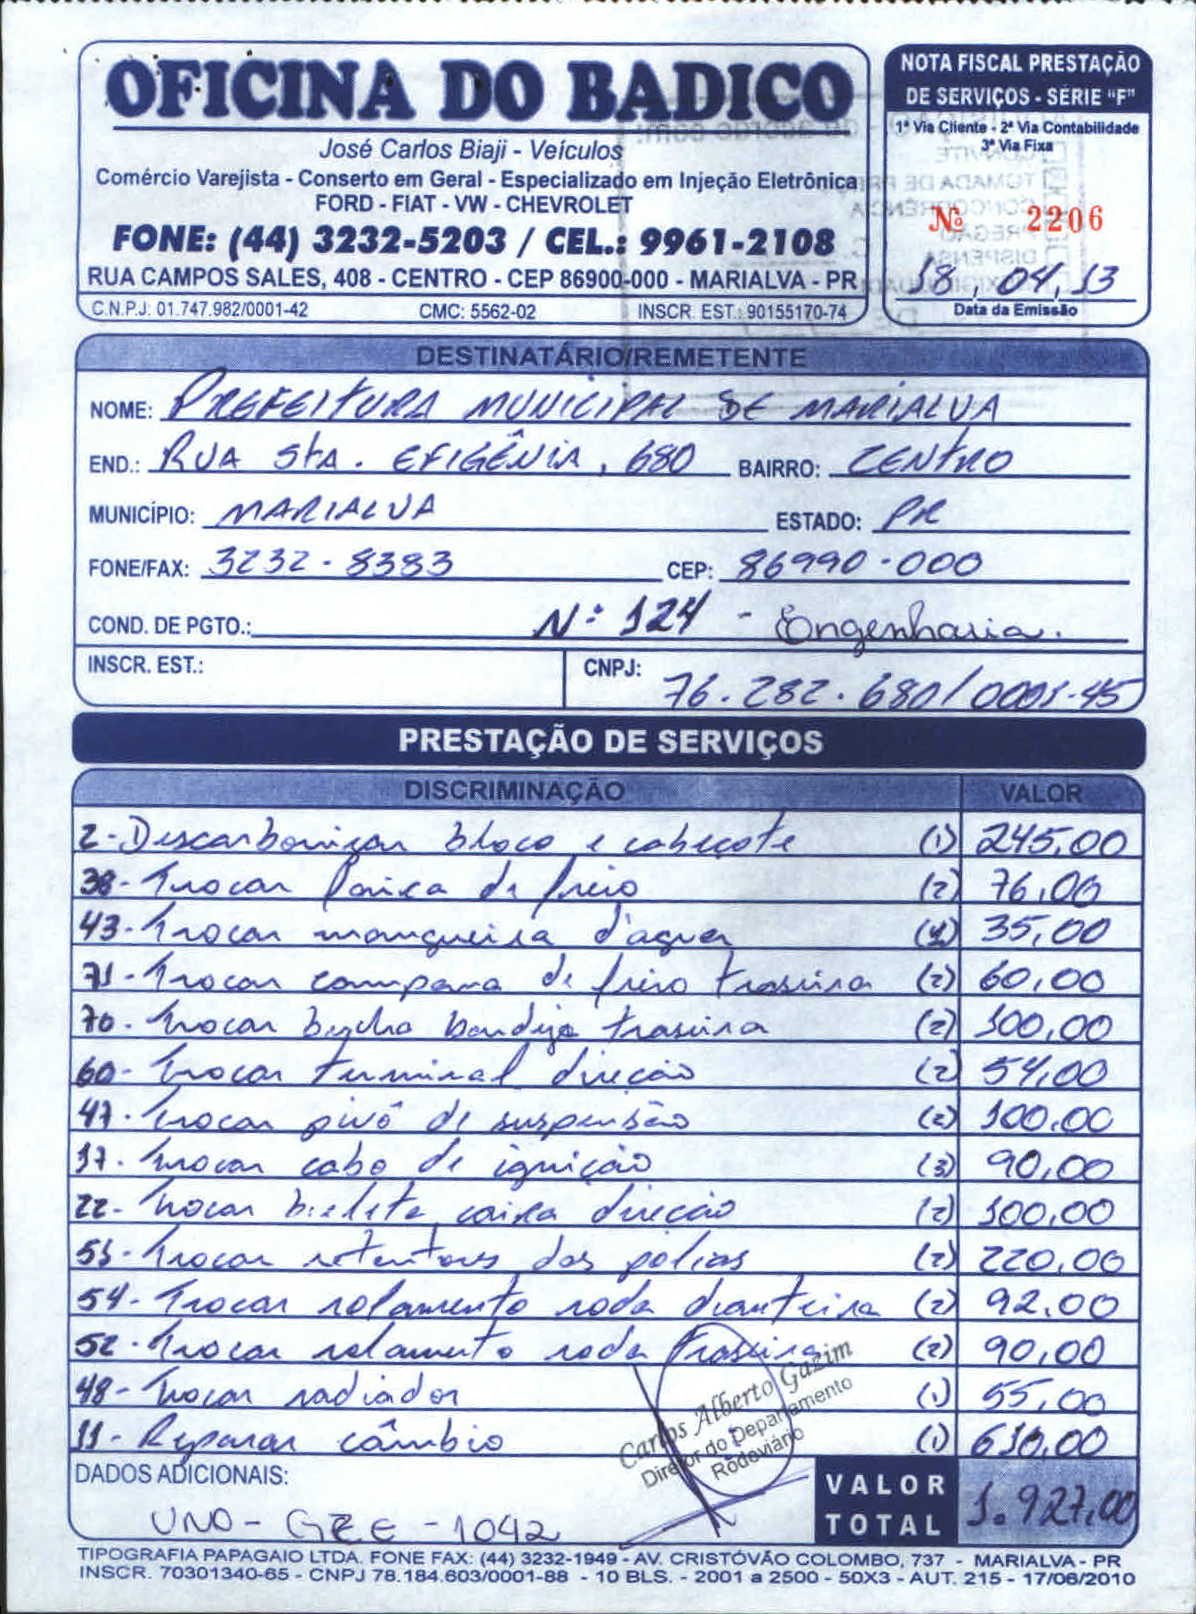 OFICINA DO BADICO
José Carlos Biaji - Veículos
Comércio Varejista - Conserto em Geral - Especializado em Injeção Eletrônica
FORD - FIAT - VW - CHEVROLET
FONE: (44) 3232-5203 / CEL.: 9961-2108
RUA CAMPOS SALES, 408 - CENTRO - CEP 86900-000 - MARIALVA - PR
C.N.P.J: 01.747.982/0001-42 CMC: 5562-02 INSCR. EST.: 90155170-74
NOTA FISCAL PRESTAÇÃO
DE SERVIÇOS - SÉRIE "F"
1ª Via Cliente - 2ª Via Contabilidade
3ª Via Fixa
Nº 2206
18, 04, 13
Data da Emissão
DESTINATÁRIO/REMETENTE
NOME: PREFEITURA MUNICIPAL DE MARIALVA
END.: RUA STA. EFIGÊNIA, 680 BAIRRO: CENTRO
MUNICÍPIO: MARIALVA ESTADO: PR
FONE/FAX: 3232-8383 CEP: 86990-000
COND. DE PGTO.: Nº 124 - Engenharia.
INSCR. EST.: CNPJ: 76.282.680/0001-45
PRESTAÇÃO DE SERVIÇOS
DISCRIMINAÇÃO VALOR
2- Descarbonizar bloco e cabeçote (1) 245,00
38- Trocar Loniса de freio (2) 76,00
43- Trocar mangueira d'agua (1) 35,00
71- Trocar campana de freio traseira (2) 60,00
70- Trocar bucha bandeja traseira (2) 100,00
60- Trocar terminal direção (2) 54,00
47- Trocar pivô de suspensão (2) 100,00
17- Trocar cabo de ignição (3) 90,00
22- Trocar bieleta caixa direção (2) 100,00
51- Trocar retentores das polias (2) 220,00
54- Trocar rolamento roda dianteira (2) 92,00
52- Trocar rolamento roda traseira (2) 90,00
48- Trocar radiador (1) 55,00
11- Reparar câmbio (1) 610,00
Carlos Alberto Gazim
Diretor do Departamento
Rodoviário
DADOS ADICIONAIS:
UNO - GZE - 1042
VALOR TOTAL 1.927,00
TIPOGRAFIA PAPAGAIO LTDA. FONE FAX: (44) 3232-1949 - AV. CRISTÓVÃO COLOMBO, 737 - MARIALVA - PR
INSCR. 70301340-65 - CNPJ 78.184.603/0001-88 - 10 BLS. - 2001 a 2500 - 50X3 - AUT. 215 - 17/06/2010